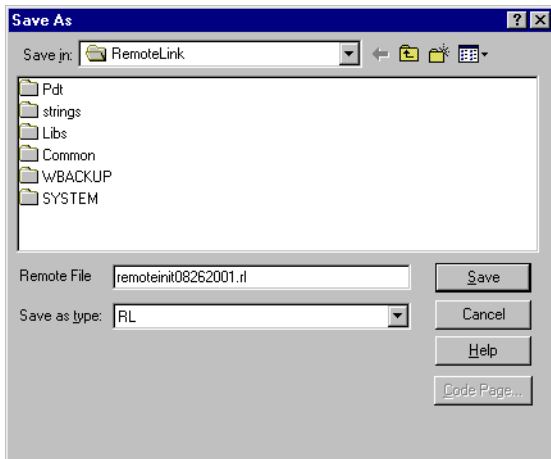 Save As
Save in: RemoteLink
Pdt
strings
Libs
Common
WBACKUP
SYSTEM
Remote File remoteinit08262001.rl Save
Save as type: RL Cancel
Help
Code Page...